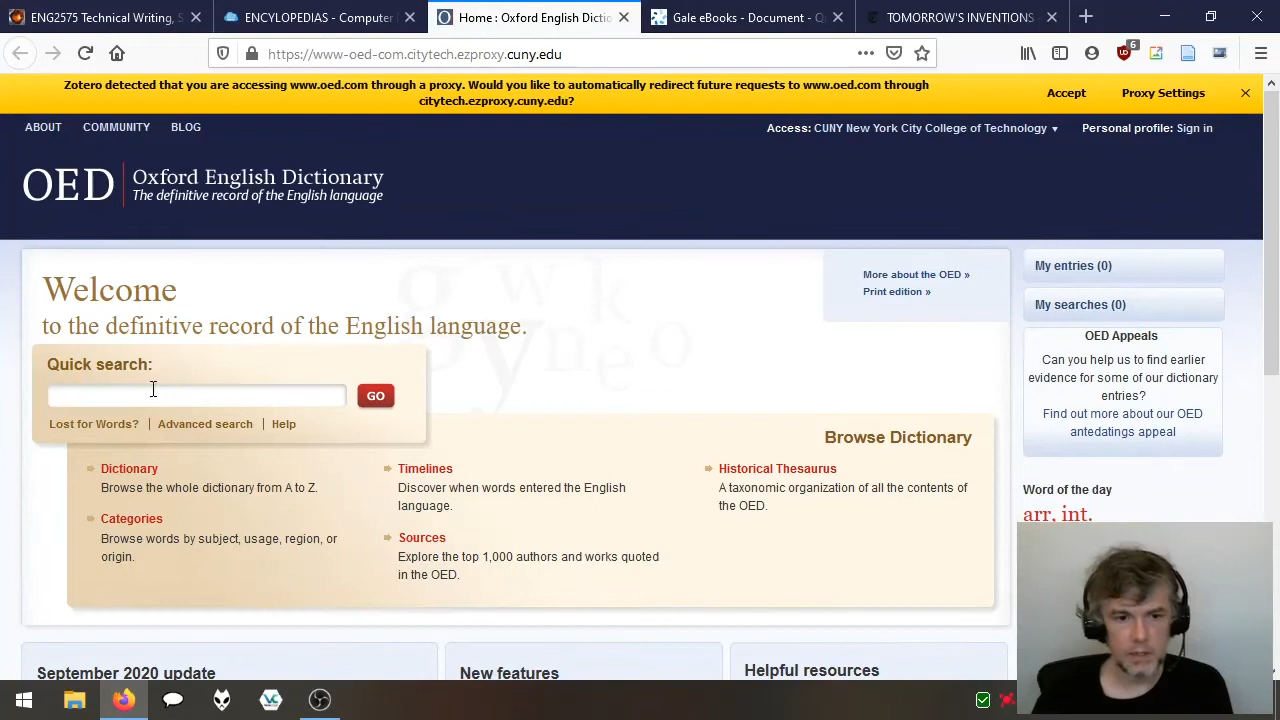 ENG2575 Technical Writing, S
ENCYLOPEDIAS - Computer
Home : Oxford English Dictio
Gale eBooks - Document - Q
TOMORROW'S INVENTIONS
https://www-oed-com.citytech.ezproxy.cuny.edu
6
Zotero detected that you are accessing www.oed.com through a proxy. Would you like to automatically redirect future requests to www.oed.com through
citytech.ezproxy.cuny.edu?
Accept
Proxy Settings
ABOUT
COMMUNITY
BLOG
Access: CUNY New York City College of Technology
Personal profile: Sign in
OED
Oxford English Dictionary
The definitive record of the English language
Welcome
to the definitive record of the English language.
More about the OED »
Print edition »
My entries (0)
My searches (0)
OED Appeals
Can you help us to find earlier
evidence for some of our dictionary
entries?
Find out more about our OED
antedatings appeal
Quick search:
GO
Lost for Words?
Advanced search
Help
Browse Dictionary
Dictionary
Browse the whole dictionary from A to Z.
Categories
Browse words by subject, usage, region, or
origin.
Timelines
Discover when words entered the English
language.
Sources
Explore the top 1,000 authors and works quoted
in the OED.
Historical Thesaurus
A taxonomic organization of all the contents of
the OED.
Word of the day
arr, int.
September 2020 update
New features
Helpful resources